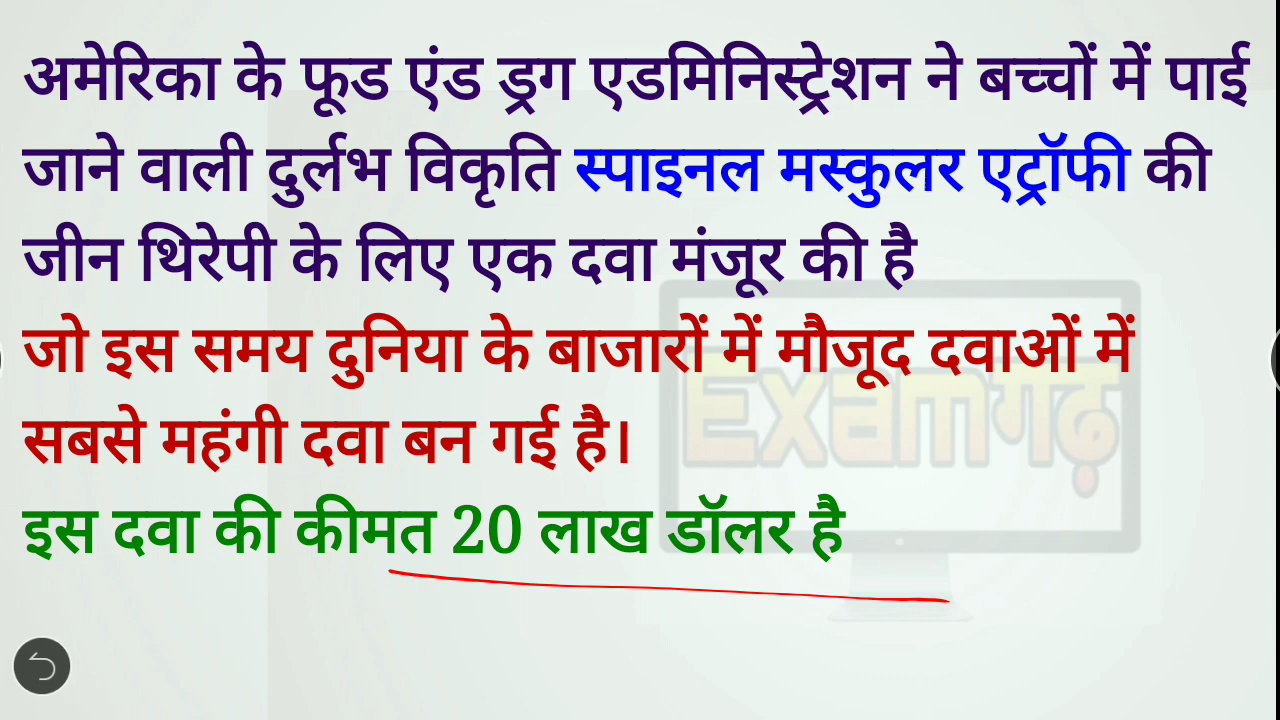 अमेरिका के फूड एंड ड्रग एडमिनिस्ट्रेशन ने बच्चों में पाई
जाने वाली दुर्लभ विकृति स्पाइनल मस्कुलर एट्रॉफी की
जीन थिरेपी के लिए एक दवा मंजूर की है
जो इस समय दुनिया के बाजारों में मौजूद दवाओं में
सबसे महंगी दवा बन गई है।
इस दवा की कीमत 20 लाख डॉलर है
Examगढ़